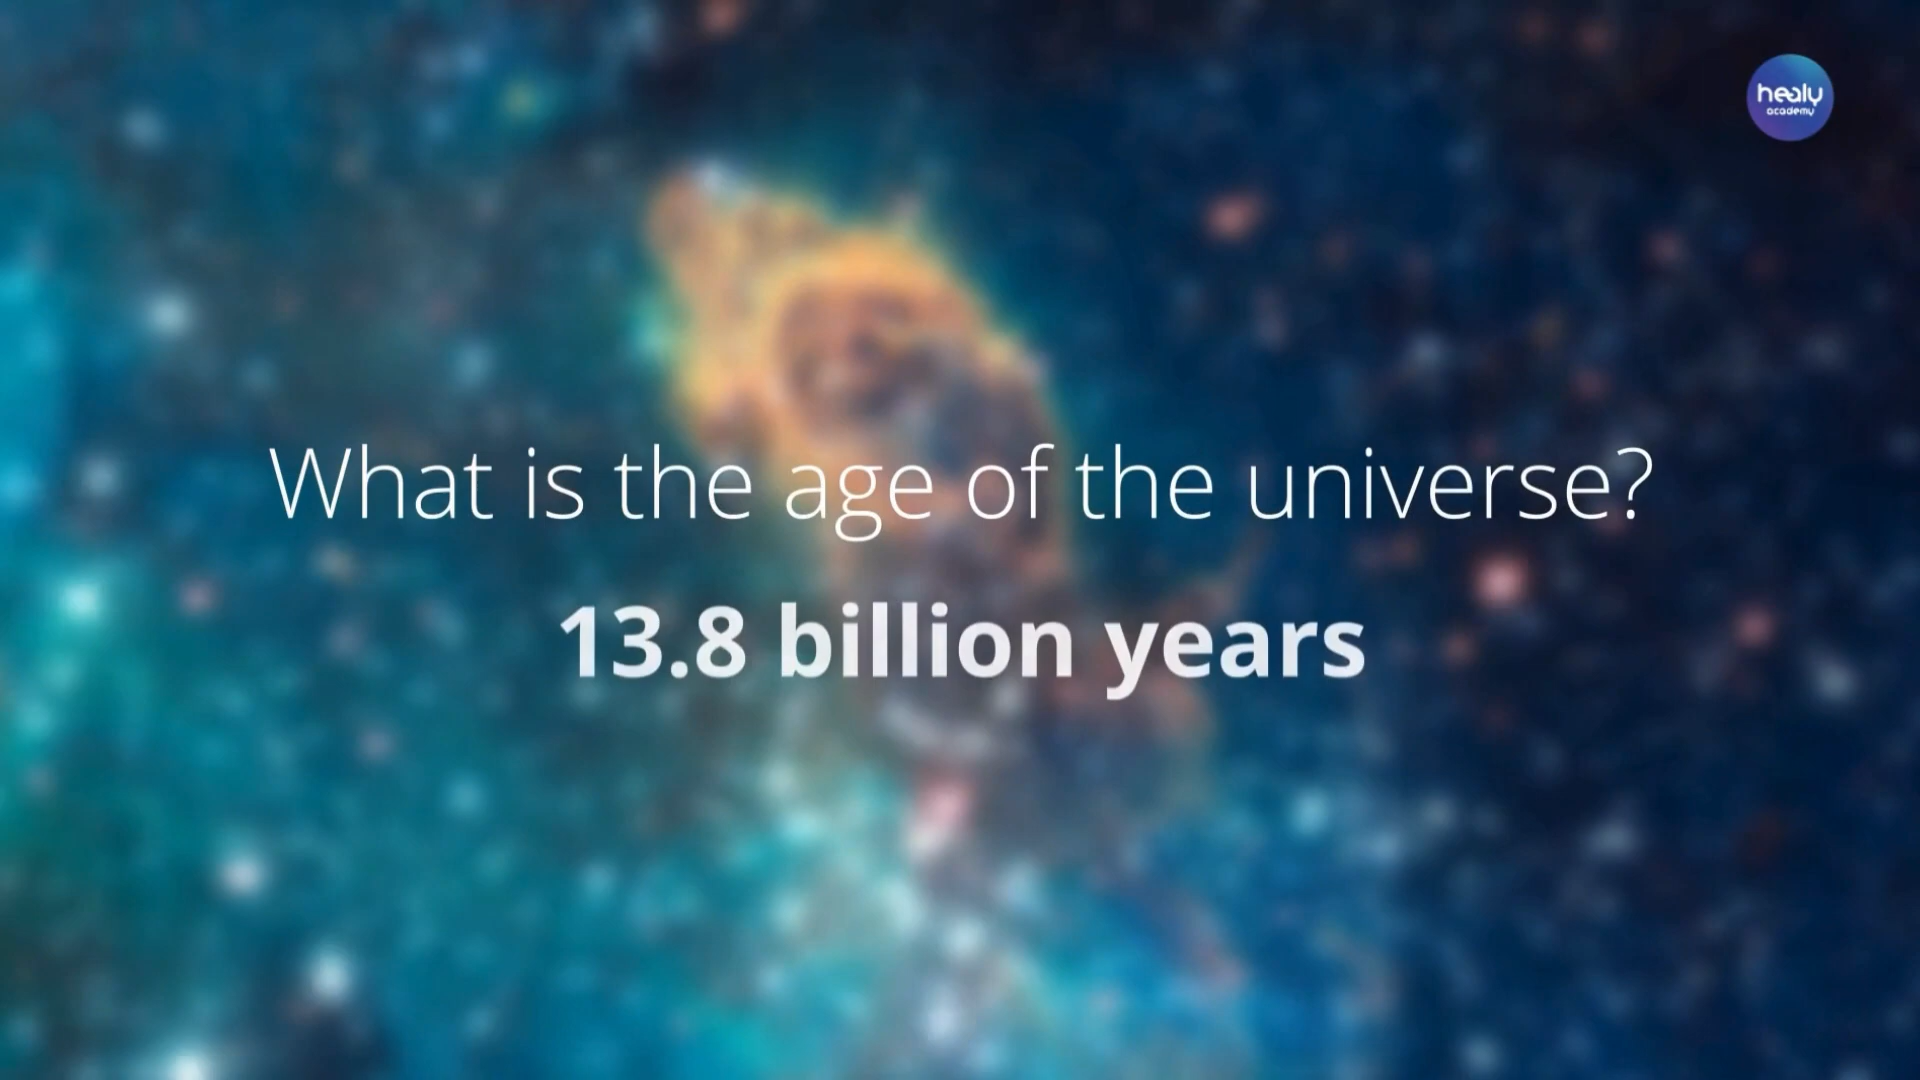 healy
academy
What is the age of the universe?
13.8 billion years